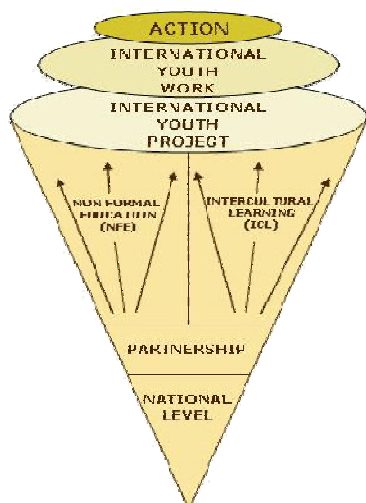 ACTION
INTERNATIONAL
YOUTH
WORK
INTERNATIONAL
YOUTH
PROJECT
NON FORMAL
EDUCATION
(NFE)
INTERCULTURAL
LEARNING
(ICL)
PARTNERSHIP
NATIONAL
LEVEL